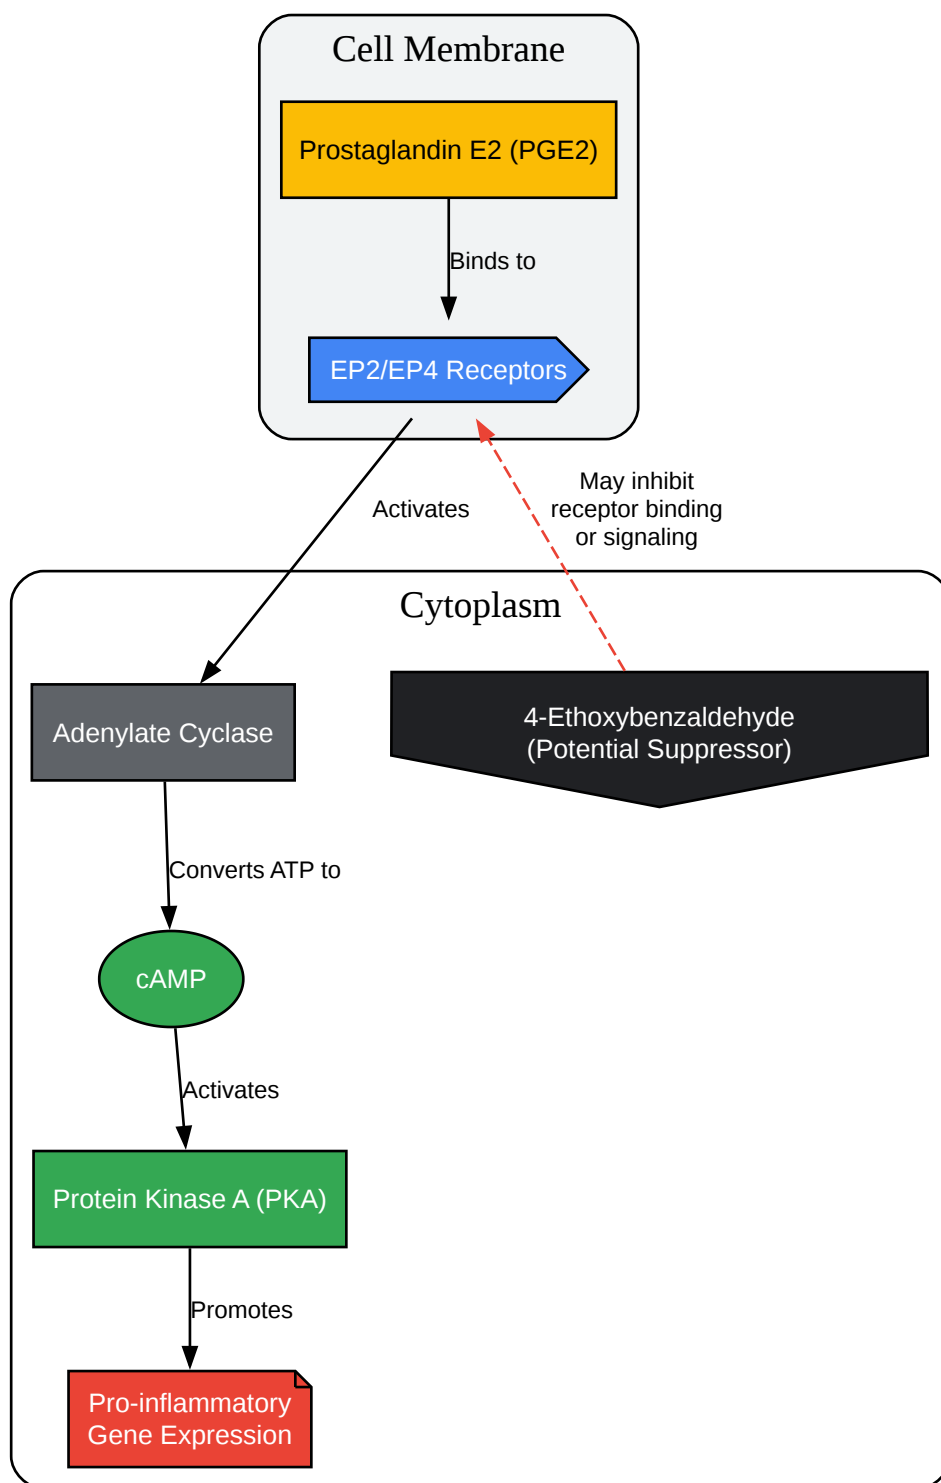 Cell Membrane
Prostaglandin E2 (PGE2)
Binds to
EP2/EP4 Receptors
Activates
May inhibit
receptor binding
or signaling
Cytoplasm
Adenylate Cyclase
4-Ethoxybenzaldehyde
(Potential Suppressor)
Converts ATP to
cAMP
Activates
Protein Kinase A (PKA)
Promotes
Pro-inflammatory
Gene Expression